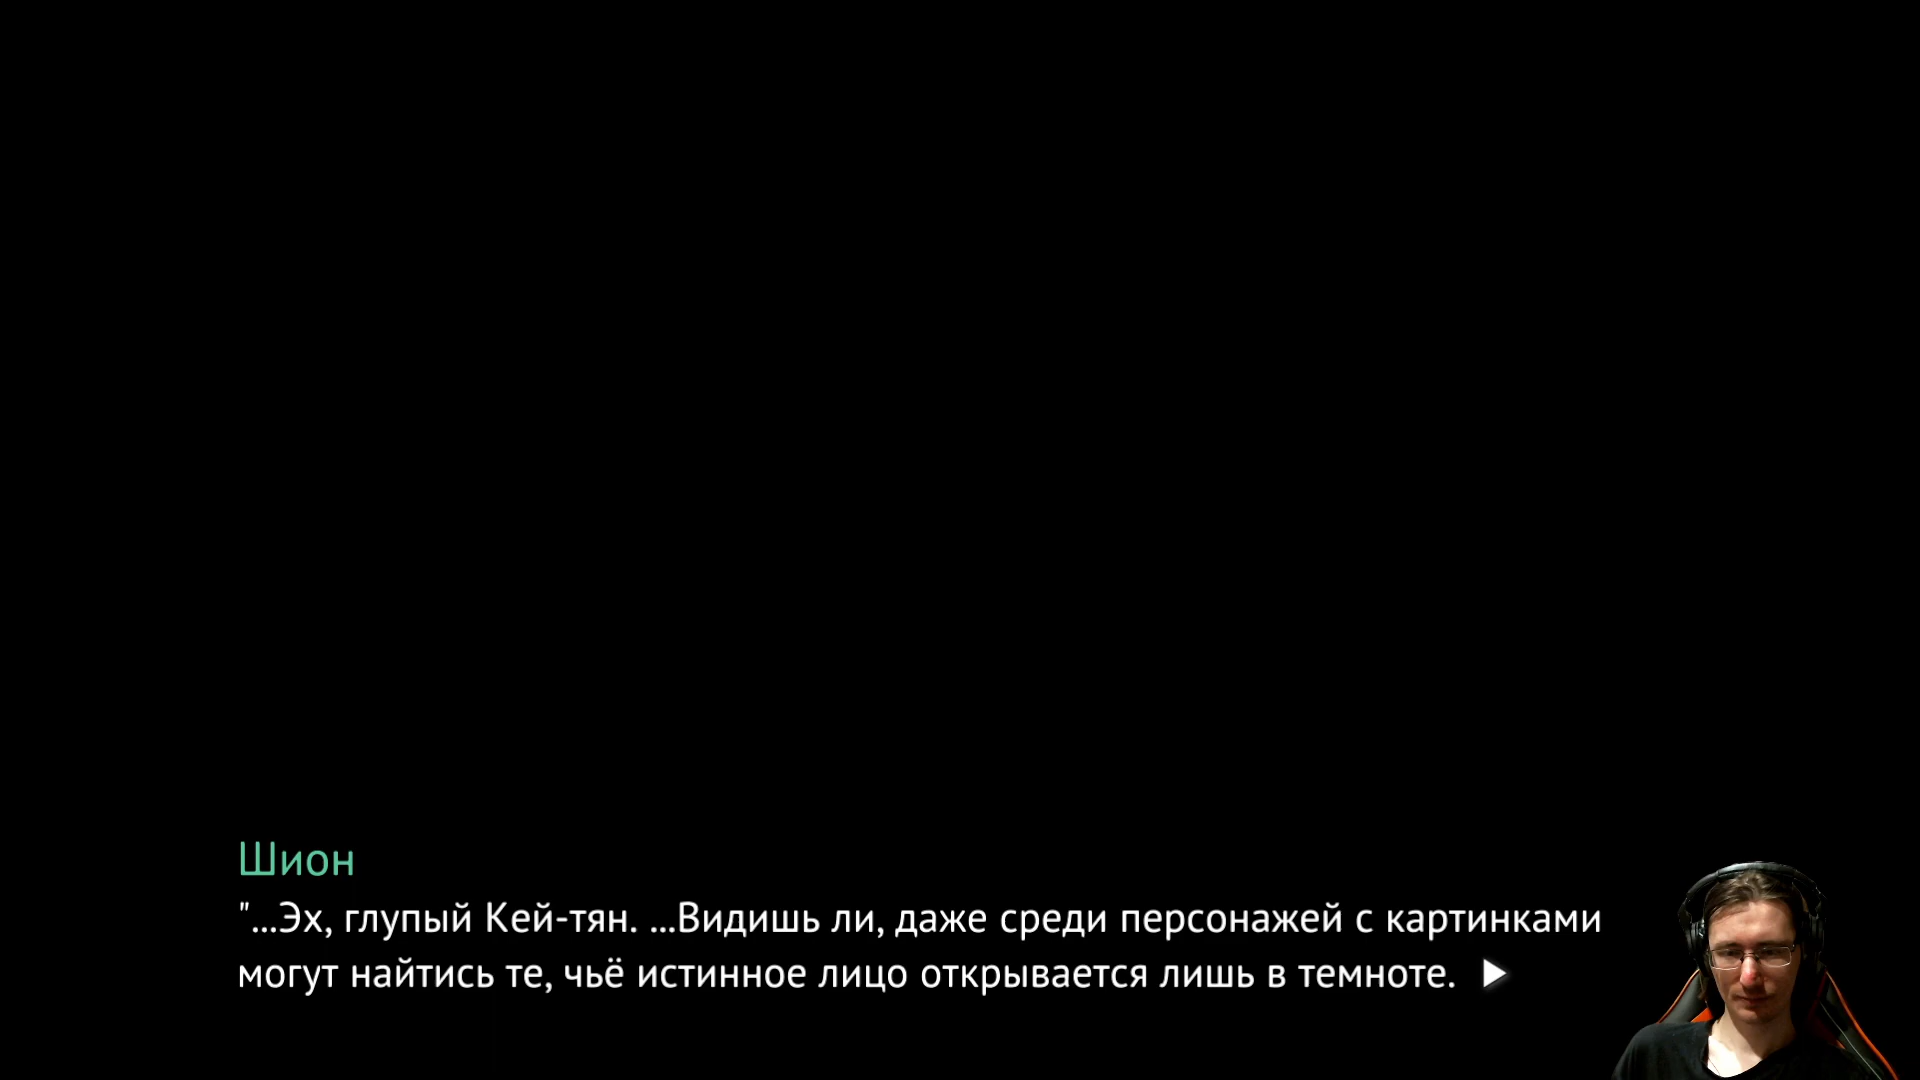 Шион
"...Эх, глупый Кей-тян. ...Видишь ли, даже среди персонажей с картинками
могут найтись те, чьё истинное лицо открывается лишь в темноте.